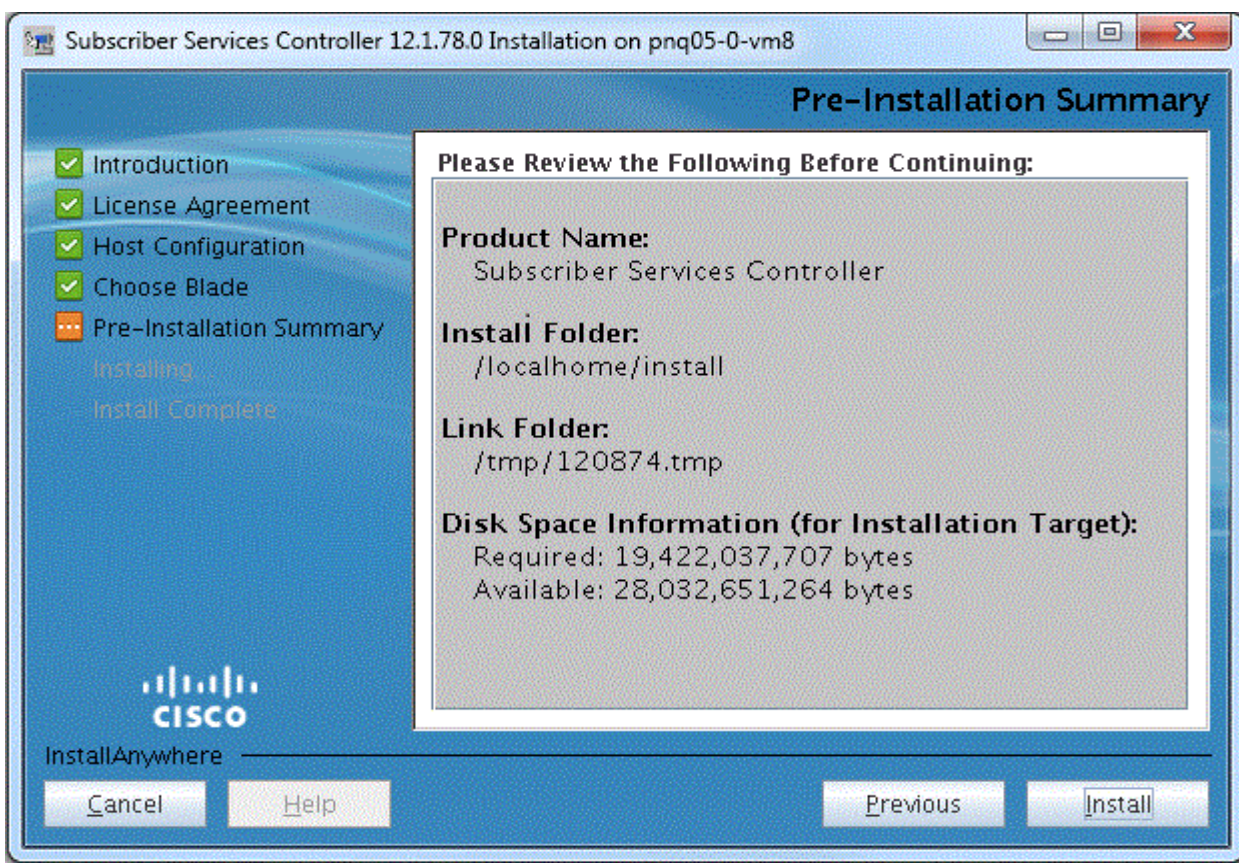 Subscriber Services Controller 12.1.78.0 Installation on pnq05-0-vm8
Pre-Installation Summary
Introduction
License Agreement
Host Configuration
Choose Blade
Pre-Installation Summary
Installing...
Install Complete
Please Review the Following Before Continuing:
Product Name:
Subscriber Services Controller
Install Folder:
/localhome/install
Link Folder:
/tmp/120874.tmp
Disk Space Information (for Installation Target):
Required: 19,422,037,707 bytes
Available: 28,032,651,264 bytes
CISCO
InstallAnywhere
Cancel
Help
Previous
Install